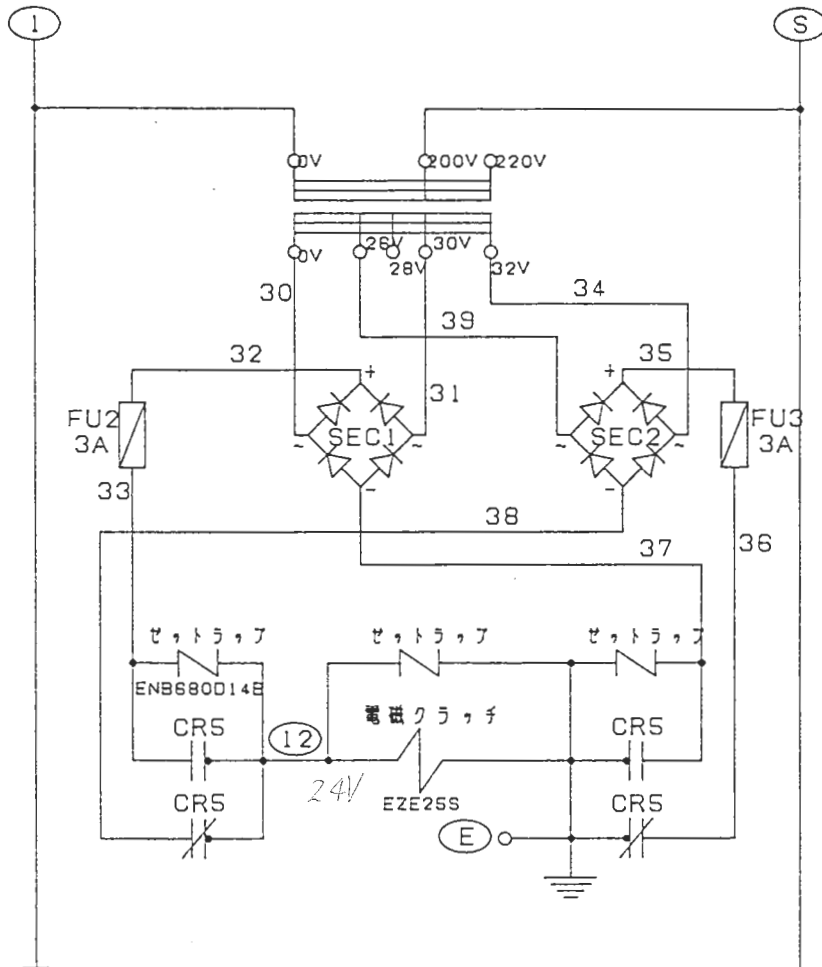 1 S
0V 200V 220V
0V 26V 28V 30V 32V
30 39 34
32 31 35
+ +
FU2 SEC1 SEC2 FU3
3A ~ ~ ~ ~ 3A
33 - -
38 36
37
ゼットラップ ゼットラップ ゼットラップ
ENB680D14B
電磁クラッチ
CR5 12 CR5
24V EZE25S
CR5 E CR5